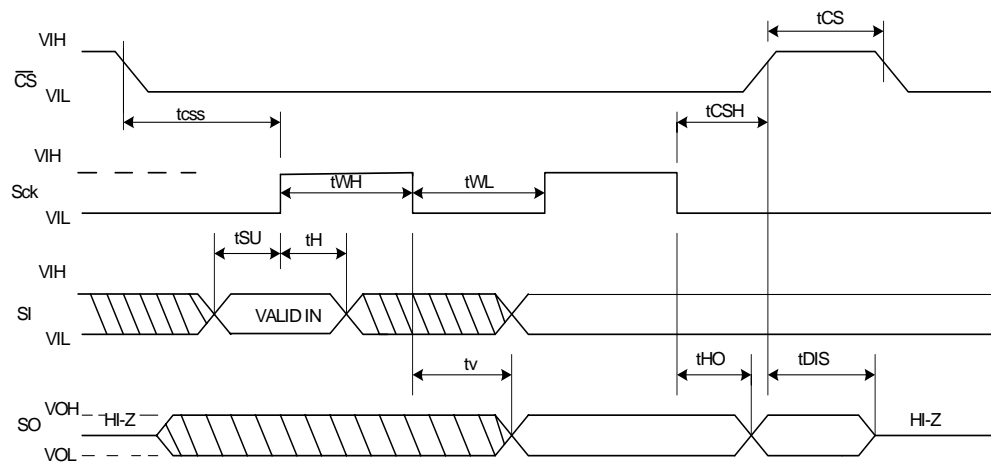 VIH
tCS
CS
VIL
tcss
tCSH
VIH
tWH
tWL
Sck
VIL
tSU
tH
VIH
SI
VALID IN
VIL
tv
tHO
tDIS
VOH
SO
HI-Z
HI-Z
VOL